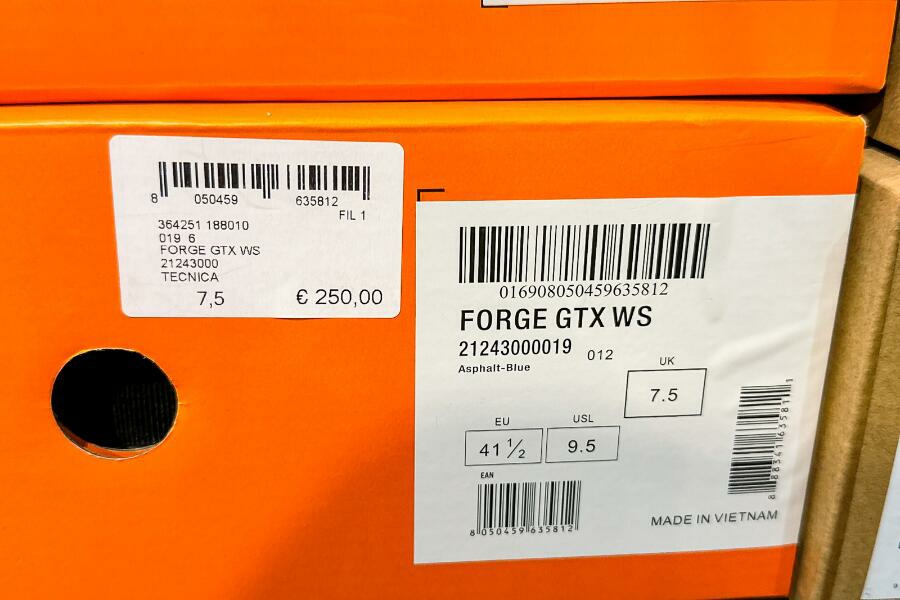 8 050459 635812
FIL 1
364251 188010
019 6
FORGE GTX WS
21243000
TECNICA
7,5 € 250,00
016908050459635812
FORGE GTX WS
21243000019 012
Asphalt-Blue
UK
7.5
EU USL
41 1/2 9.5
EAN
8 050459 635812
MADE IN VIETNAM